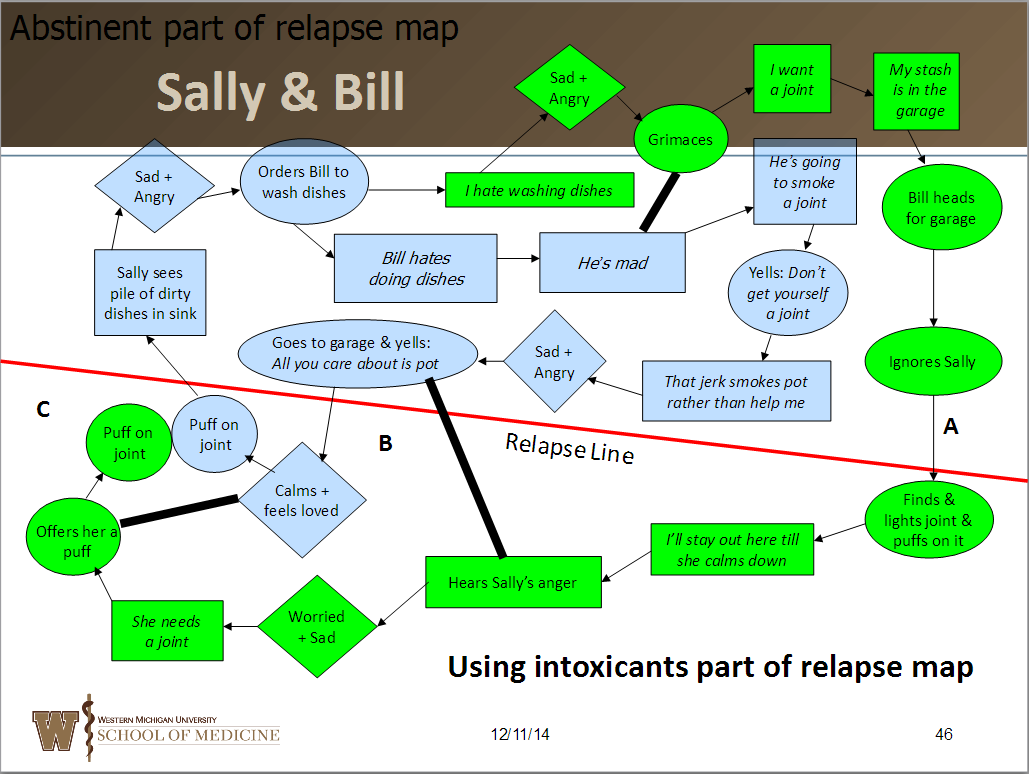 Abstinent part of relapse map
Sally & Bill
Sad +
Angry
Grimaces
I want
a joint
My stash
is in the
garage
Sad +
Angry
Orders Bill to
wash dishes
I hate washing dishes
He's going
to smoke
a joint
Bill heads
for garage
Sally sees
pile of dirty
dishes in sink
Bill hates
doing dishes
He's mad
Yells: Don't
get yourself
a joint
Goes to garage & yells:
All you care about is pot
Sad +
Angry
That jerk smokes pot
rather than help me
Ignores Sally
C
Puff on
joint
Puff on
joint
B
Relapse Line
A
Calms +
feels loved
Offers her a
puff
Finds &
lights joint &
puffs on it
I'll stay out here till
she calms down
Hears Sally's anger
Worried
+ Sad
She needs
a joint
Using intoxicants part of relapse map
W
WESTERN MICHIGAN UNIVERSITY
SCHOOL OF MEDICINE
12/11/14
46